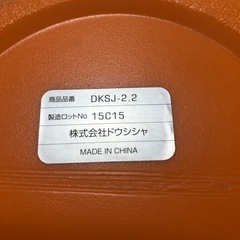 商品品番 DKSJ-2.2
製造ロットNo 15C15
株式会社ドウシシャ
MADE IN CHINA